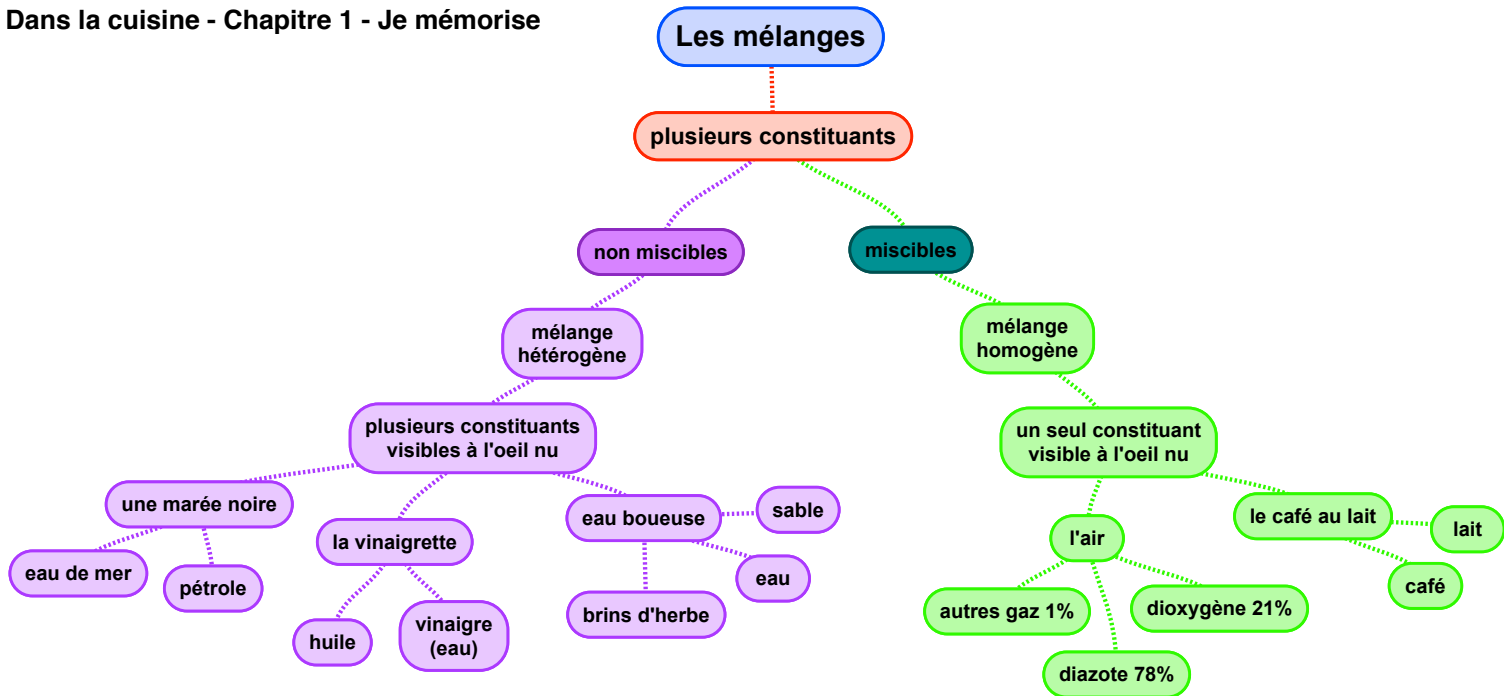 Dans la cuisine - Chapitre 1 - Je mémorise
Les mélanges
plusieurs constituants
non miscibles
miscibles
mélange
hétérogène
mélange
homogène
plusieurs constituants
visibles à l'oeil nu
un seul constituant
visible à l'oeil nu
une marée noire
eau de mer
pétrole
la vinaigrette
huile
vinaigre
(eau)
eau boueuse
sable
eau
brins d'herbe
l'air
autres gaz 1%
diazote 78%
dioxygène 21%
le café au lait
lait
café